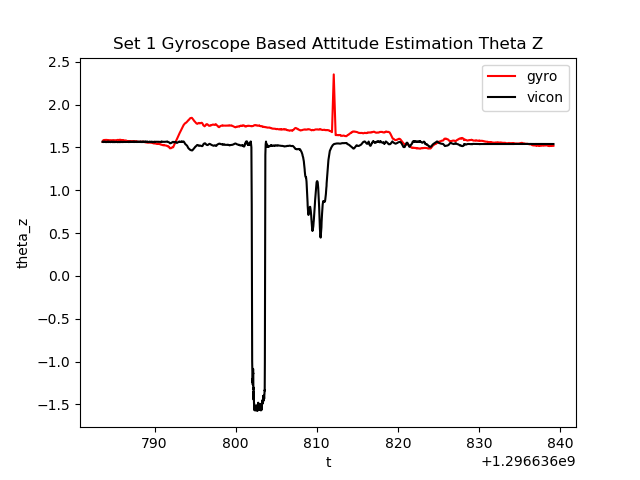 Set 1 Gyroscope Based Attitude Estimation Theta Z
gyro
vicon
theta_z
2.5
2.0
1.5
1.0
0.5
0.0
−0.5
−1.0
−1.5
790
800
810
820
830
840
t
+1.296636e9